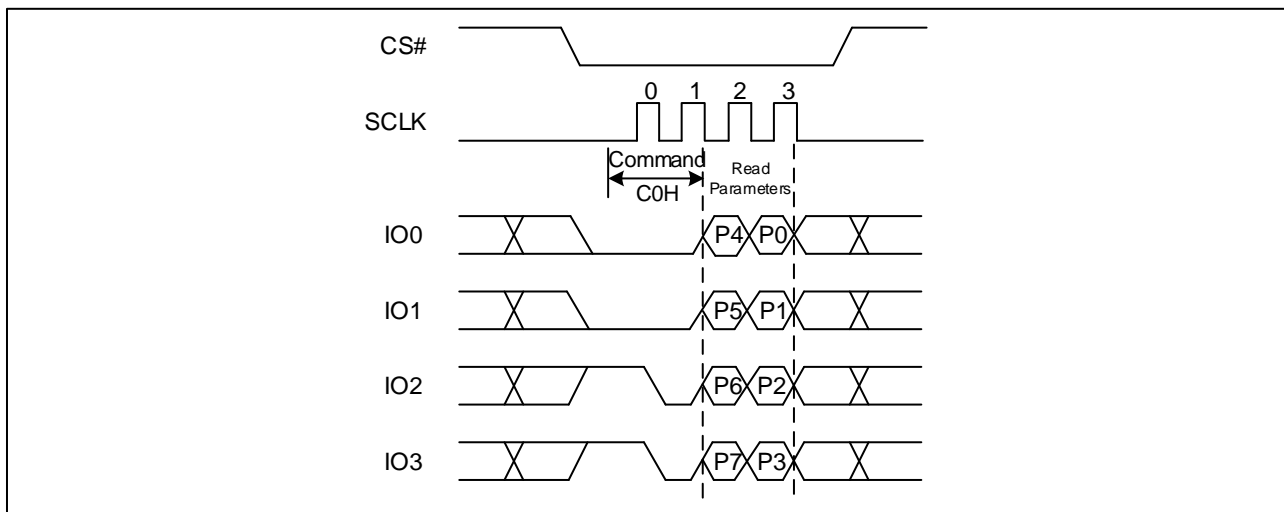 CS#
0 1 2 3
SCLK
Command
C0H
Read
Parameters
IO0
P4 P0
IO1
P5 P1
IO2
P6 P2
IO3
P7 P3